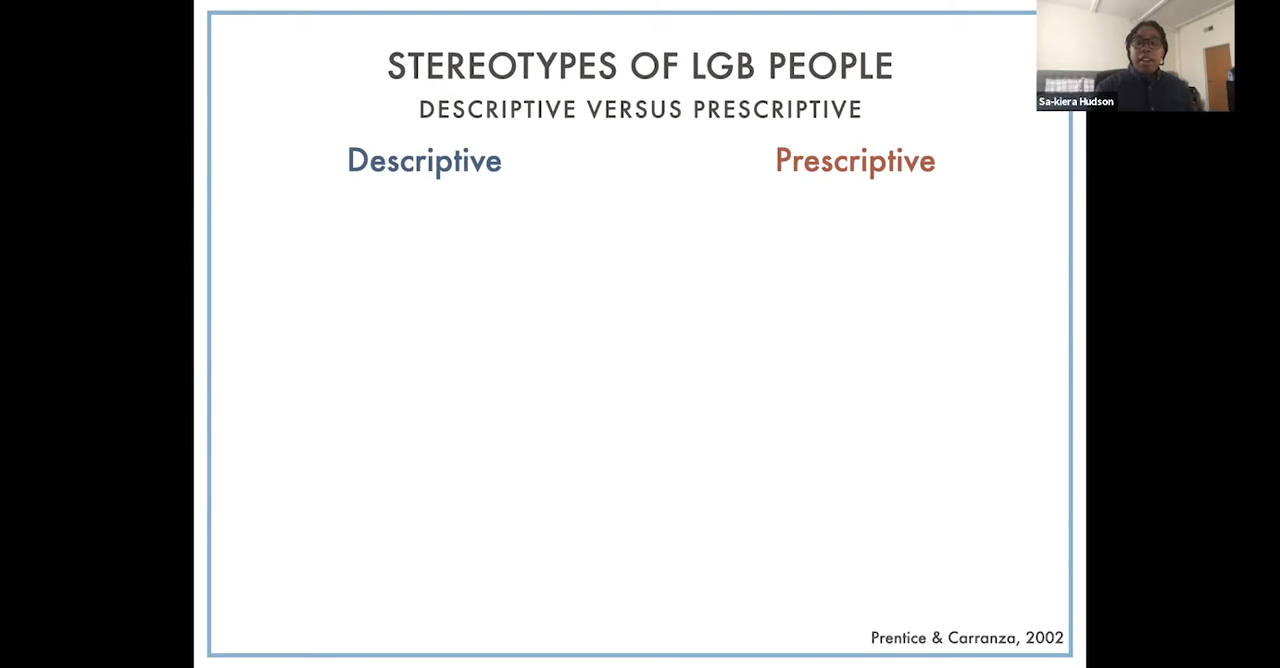 STEREOTYPES OF LGB PEOPLE
DESCRIPTIVE VERSUS PRESCRIPTIVE
Descriptive
Prescriptive
Sa-kiera Hudson
Prentice & Carranza, 2002